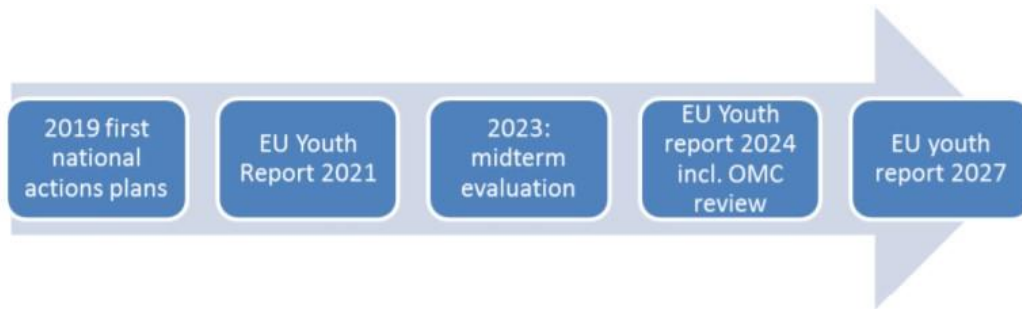 2019 first
national
actions plans
EU Youth
Report 2021
2023:
midterm
evaluation
EU Youth
report 2024
incl. OMC
review
EU youth
report 2027